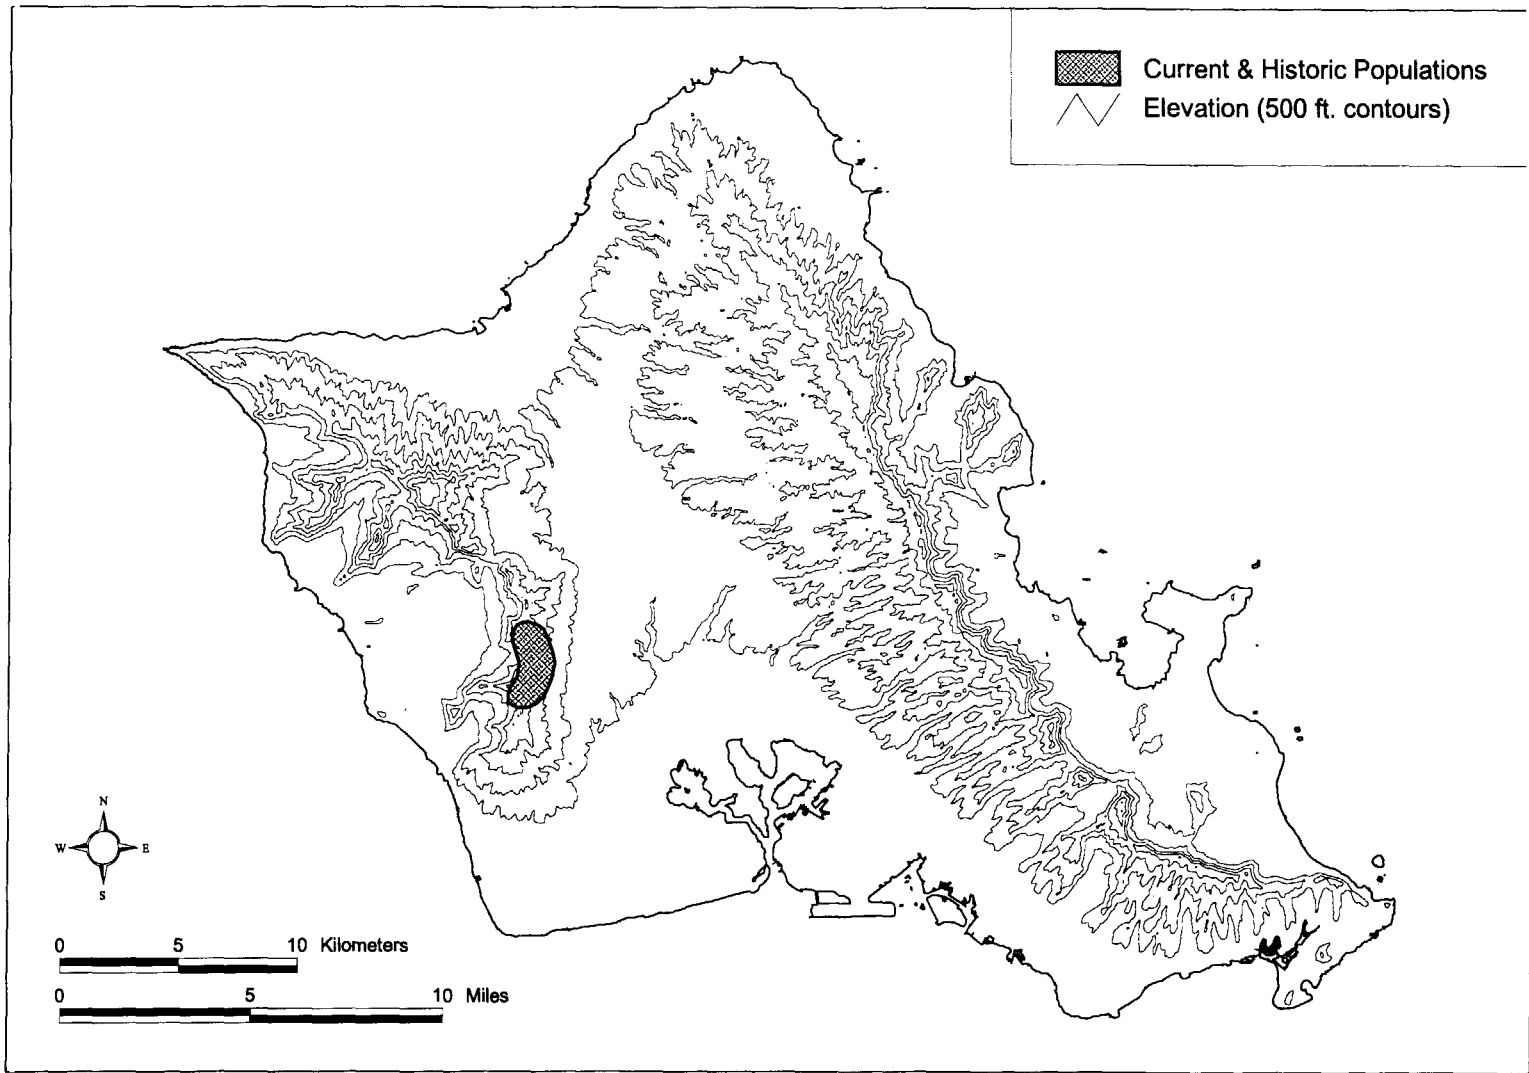 Current & Historic Populations
Elevation (500 ft. contours)
N
W E
S
0 5 10 Kilometers
0 5 10 Miles